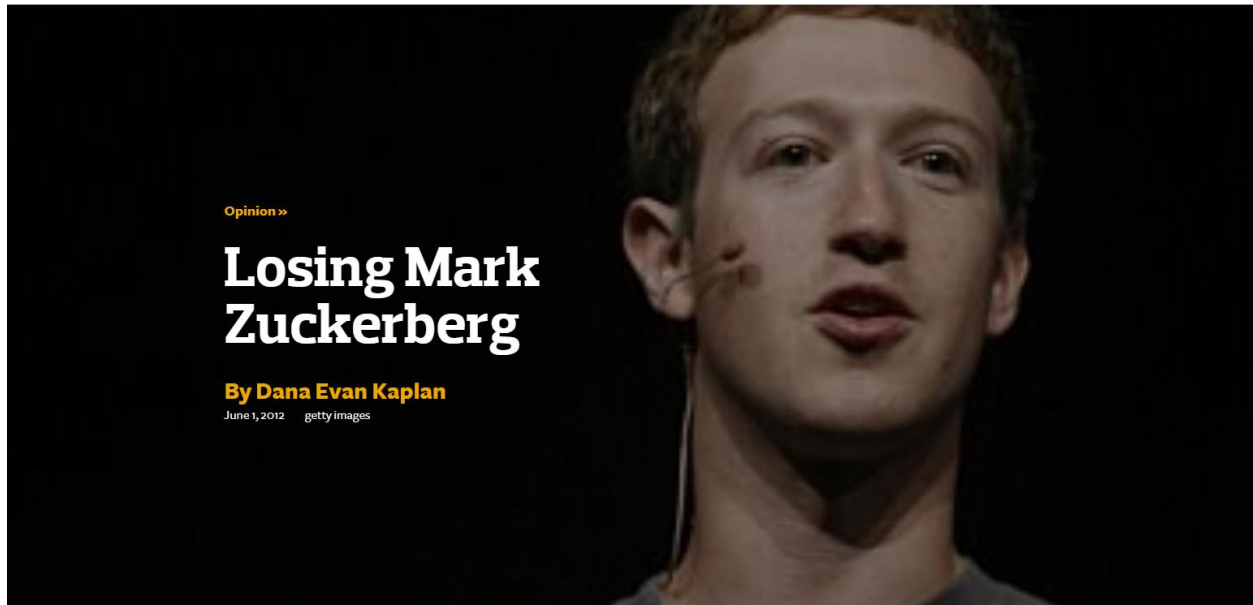 Opinion »
Losing Mark
Zuckerberg
By Dana Evan Kaplan
June 1, 2012 getty images